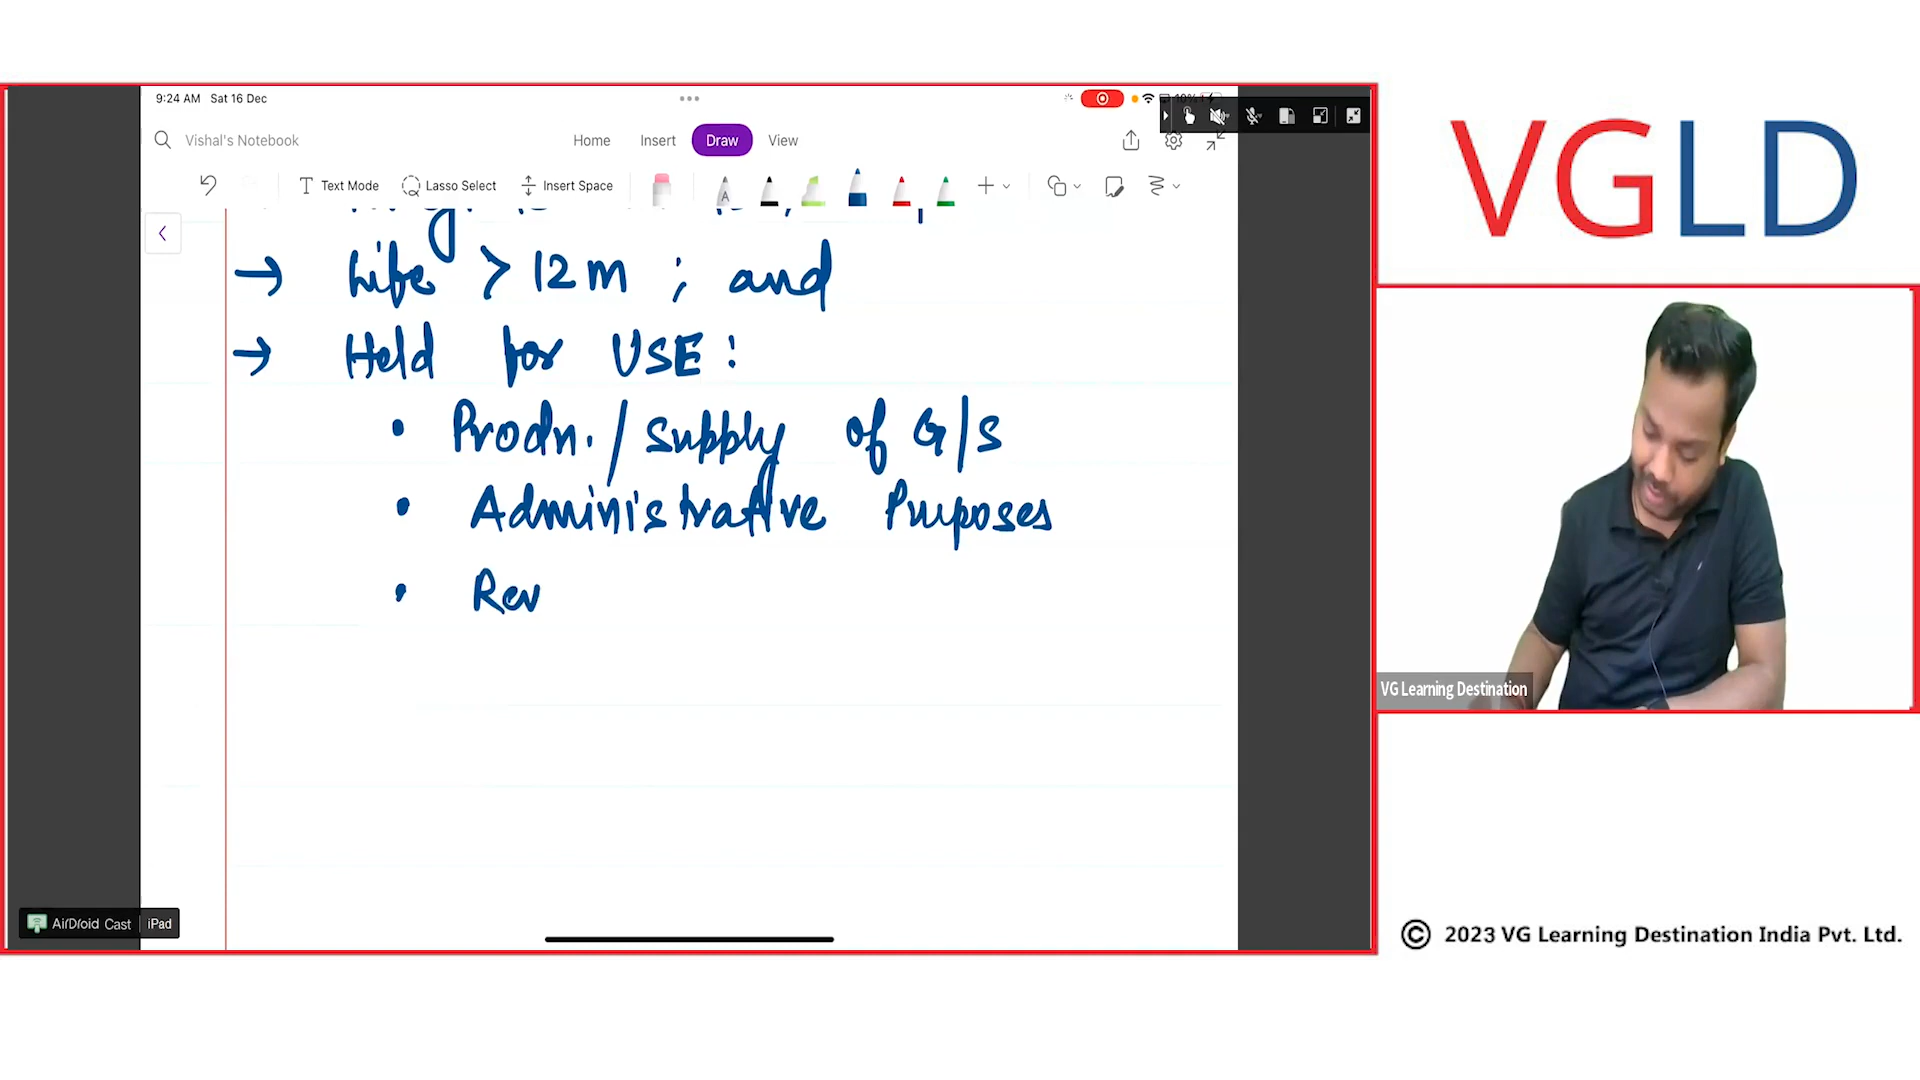 9:24 AM Sat 16 Dec
Vishal's Notebook
Home Insert Draw View
Text Mode Lasso Select Insert Space
→ Life > 12m ; and
→ Held for USE :
• Prodn. / supply of G/S
• Administrative Purposes
• Rev
AirDroid Cast iPad
VGLD
VG Learning Destination
© 2023 VG Learning Destination India Pvt. Ltd.